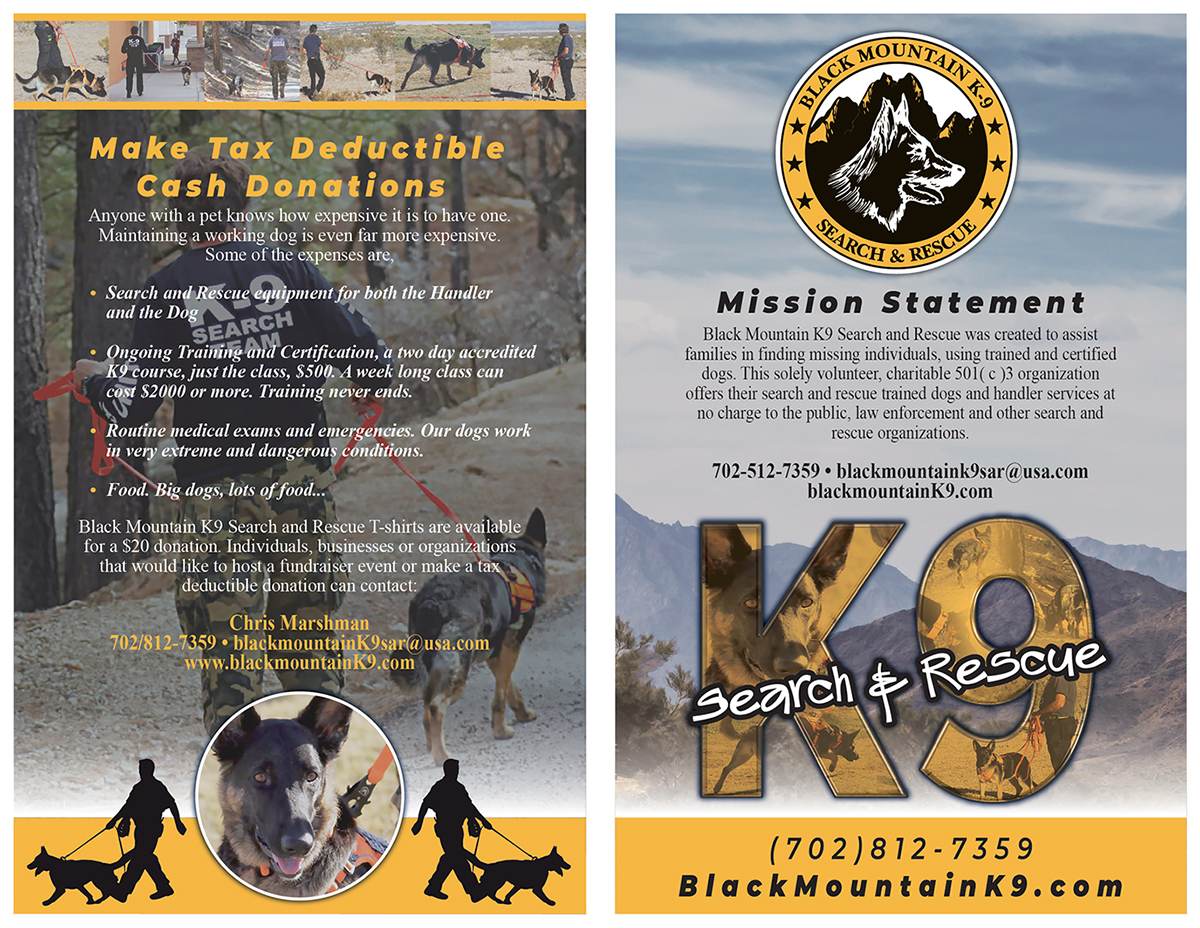 Make Tax Deductible
Cash Donations
Anyone with a pet knows how expensive it is to have one.
Maintaining a working dog is even far more expensive.
Some of the expenses are,
• Search and Rescue equipment for both the Handler
and the Dog
• Ongoing Training and Certification, a two day accredited
K9 course, just the class, $500. A week long class can
cost $2000 or more. Training never ends.
• Routine medical exams and emergencies. Our dogs work
in very extreme and dangerous conditions.
• Food. Big dogs, lots of food...
Black Mountain K9 Search and Rescue T-shirts are available
for a $20 donation. Individuals, businesses or organizations
that would like to host a fundraiser event or make a tax
deductible donation can contact:
Chris Marshman
702/812-7359 • blackmountainK9sar@usa.com
www.blackmountainK9.com
K-9
SEARCH
TEAM
BLACK MOUNTAIN K-9
SEARCH & RESCUE
Mission Statement
Black Mountain K9 Search and Rescue was created to assist
families in finding missing individuals, using trained and certified
dogs. This solely volunteer, charitable 501( c )3 organization
offers their search and rescue trained dogs and handler services at
no charge to the public, law enforcement and other search and
rescue organizations.
702-512-7359 • blackmountaink9sar@usa.com
blackmountainK9.com
K9
Search & Rescue
(702)812-7359
BlackMountainK9.com